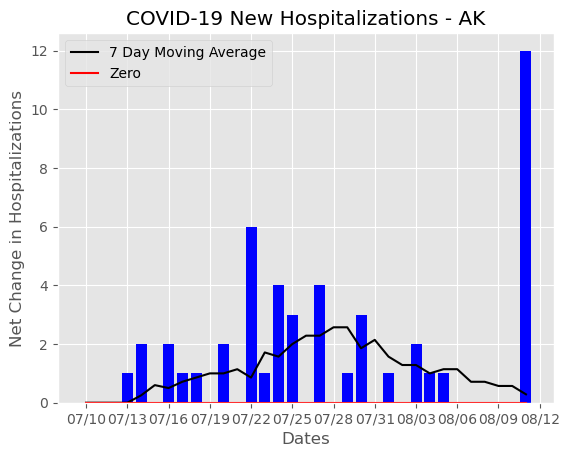 COVID-19 New Hospitalizations - AK
7 Day Moving Average
Zero
Net Change in Hospitalizations
12
10
8
6
4
2
0
07/10 07/13 07/16 07/19 07/22 07/25 07/28 07/31 08/03 08/06 08/09 08/12
Dates